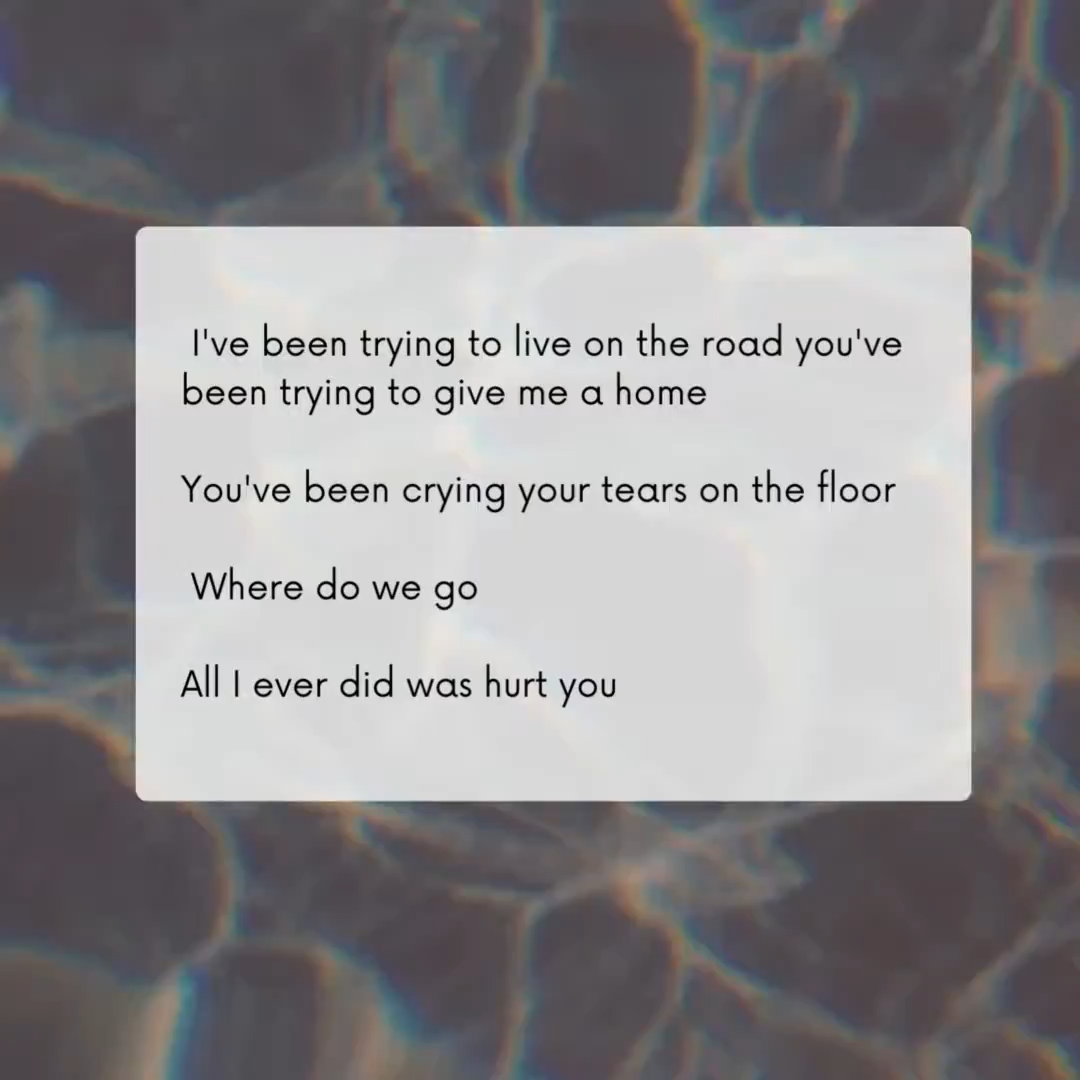 I've been trying to live on the road you've
been trying to give me a home
You've been crying your tears on the floor
Where do we go
All I ever did was hurt you